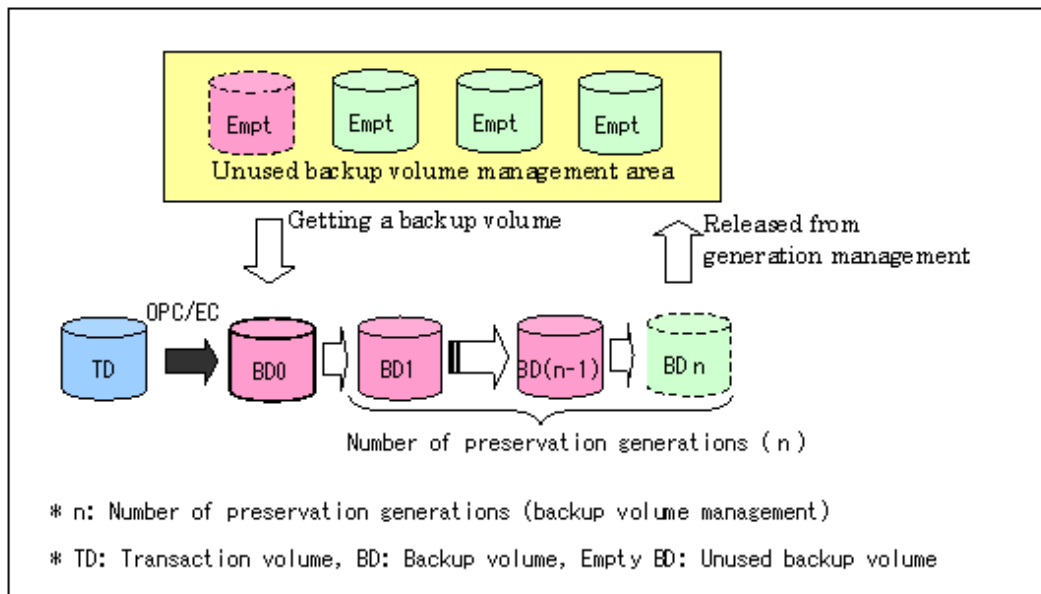 Empt Empt Empt Empt
Unused backup volume management area
Getting a backup volume
Released from
generation management
OPC/EC
TD BD0 BD1 BD(n-1) BDn
Number of preservation generations (n)
* n: Number of preservation generations (backup volume management)
* TD: Transaction volume, BD: Backup volume, Empty BD: Unused backup volume